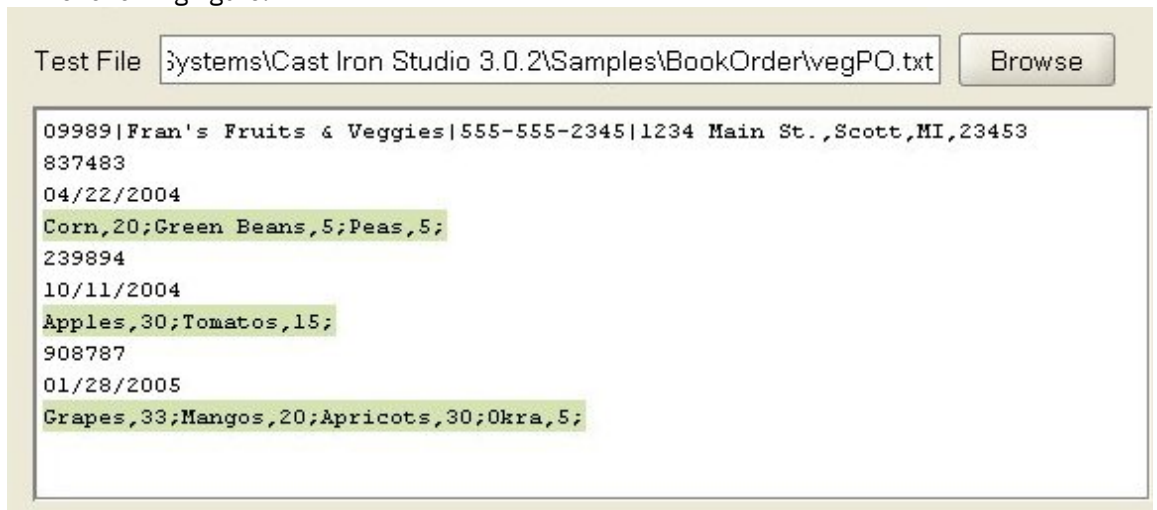 Test File Systems\Cast Iron Studio 3.0.2\Samples\BookOrder\vegPO.txt Browse
09989|Fran's Fruits & Veggies|555-555-2345|1234 Main St.,Scott,MI,23453
837483
04/22/2004
Corn,20;Green Beans,5;Peas,5;
239894
10/11/2004
Apples,30;Tomatos,15;
908787
01/28/2005
Grapes,33;Mangos,20;Apricots,30;Okra,5;